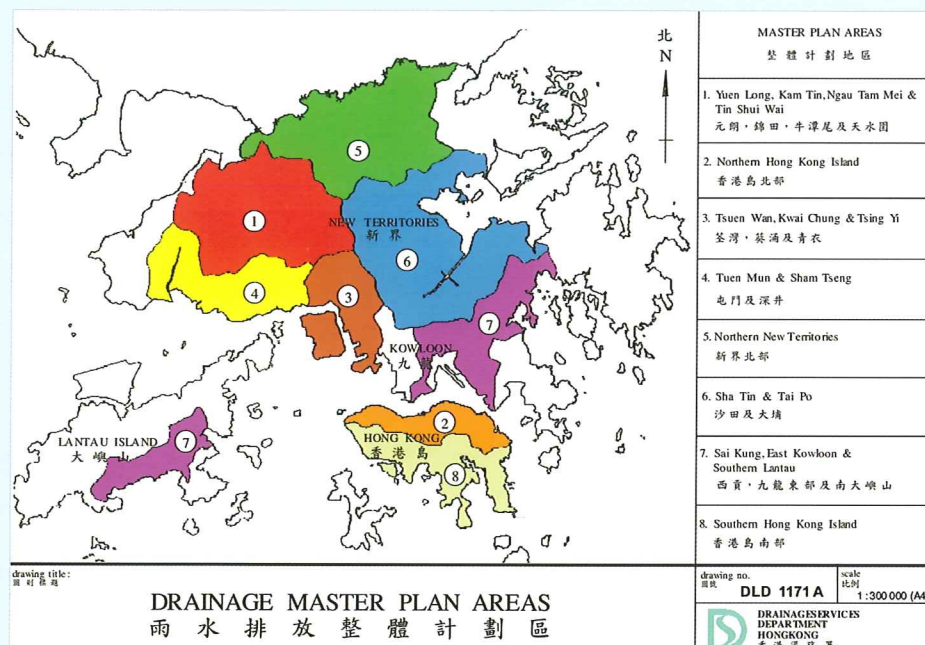 北
N
5
1
NEW TERRITORIES
新界
6
4
3
7
KOWLOON
九龍
2
LANTAU ISLAND
大嶼山
7
HONG KONG
香港島
8
MASTER PLAN AREAS
整體計劃地區
1. Yuen Long, Kam Tin,Ngau Tam Mei &
Tin Shui Wai
元朗，錦田，牛潭尾及天水圍
2. Northern Hong Kong Island
香港島北部
3. Tsuen Wan, Kwai Chung & Tsing Yi
荃灣，葵涌及青衣
4. Tuen Mun & Sham Tseng
屯門及深井
5. Northern New Territories
新界北部
6. Sha Tin & Tai Po
沙田及大埔
7. Sai Kung, East Kowloon &
Southern Lantau
西貢，九龍東部及南大嶼山
8. Southern Hong Kong Island
香港島南部
drawing title:
圖則標題
DRAINAGE MASTER PLAN AREAS
雨水排放整體計劃區
drawing no.
圖號
DLD 1171 A
scale
比例
1 : 300 000 (A4
DRAINAGESERVICES
DEPARTMENT
HONGKONG